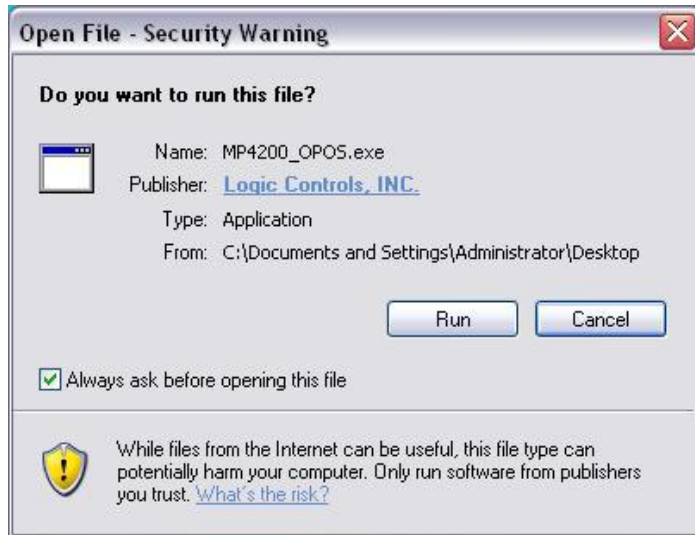 Open File - Security Warning
Do you want to run this file?
Name: MP4200_OPOS.exe
Publisher: Logic Controls, INC.
Type: Application
From: C:\Documents and Settings\Administrator\Desktop
Run Cancel
Always ask before opening this file
While files from the Internet can be useful, this file type can
potentially harm your computer. Only run software from publishers
you trust. What's the risk?